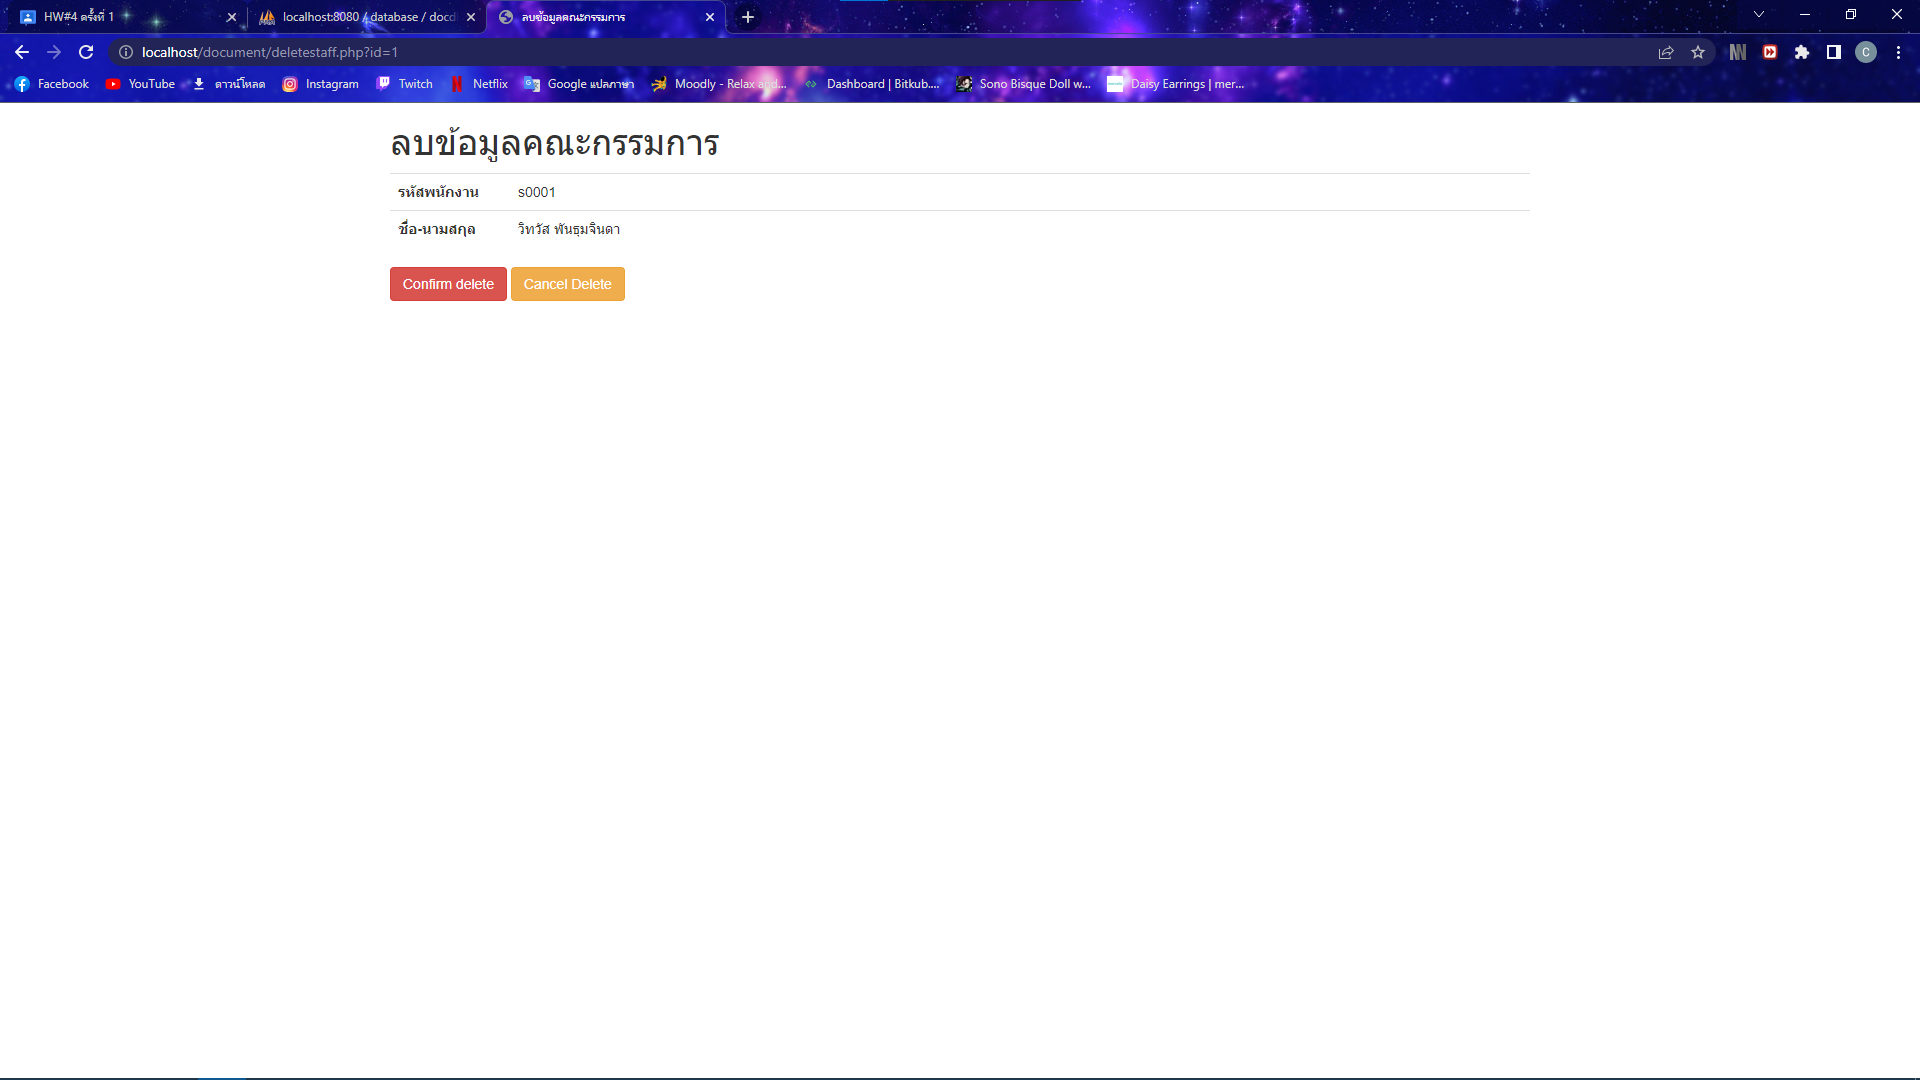 HW#4 ครั้งที่ 1
localhost:8080 / database / docd
ลบข้อมูลคณะกรรมการ
localhost/document/deletestaff.php?id=1
C
Facebook YouTube ดาวน์โหลด Instagram Twitch Netflix Google แปลภาษา Moodly - Relax and... Dashboard | Bitkub.... Sono Bisque Doll w... Daisy Earrings | mer...
ลบข้อมูลคณะกรรมการ
รหัสพนักงาน s0001
ชื่อ-นามสกุล วิทวัส พันธุมจินดา
Confirm delete Cancel Delete